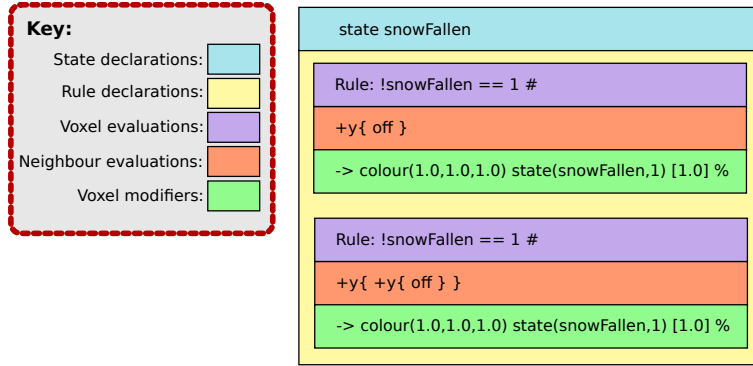 Key:
State declarations:
Rule declarations:
Voxel evaluations:
Neighbour evaluations:
Voxel modifiers:
state snowFallen
Rule: !snowFallen == 1 #
+y{ off }
-> colour(1.0,1.0,1.0) state(snowFallen,1) [1.0] %
Rule: !snowFallen == 1 #
+y{ +y{ off } }
-> colour(1.0,1.0,1.0) state(snowFallen,1) [1.0] %